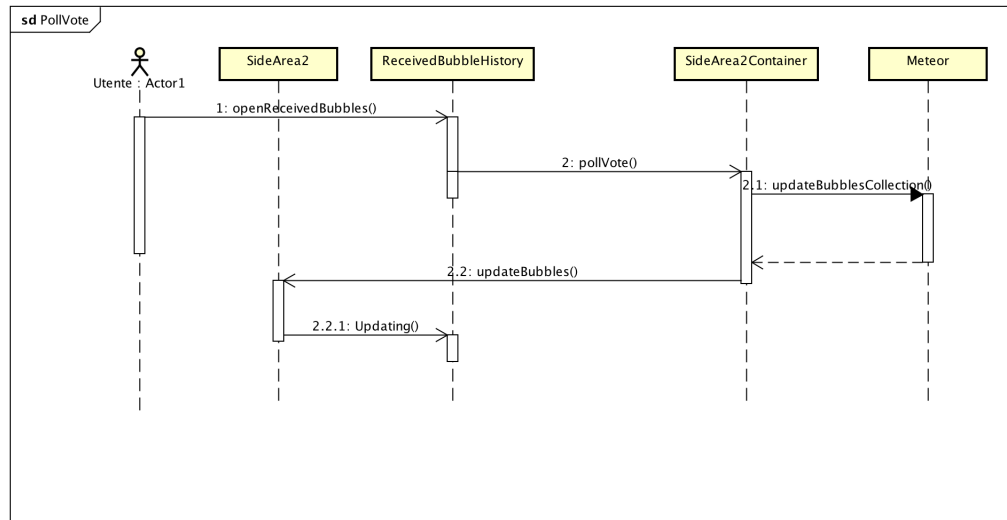 sd PollVote
Utente : Actor1
SideArea2
ReceivedBubbleHistory
SideArea2Container
Meteor
1: openReceivedBubbles()
2: pollVote()
2.1: updateBubblesCollection()
2.2: updateBubbles()
2.2.1: Updating()